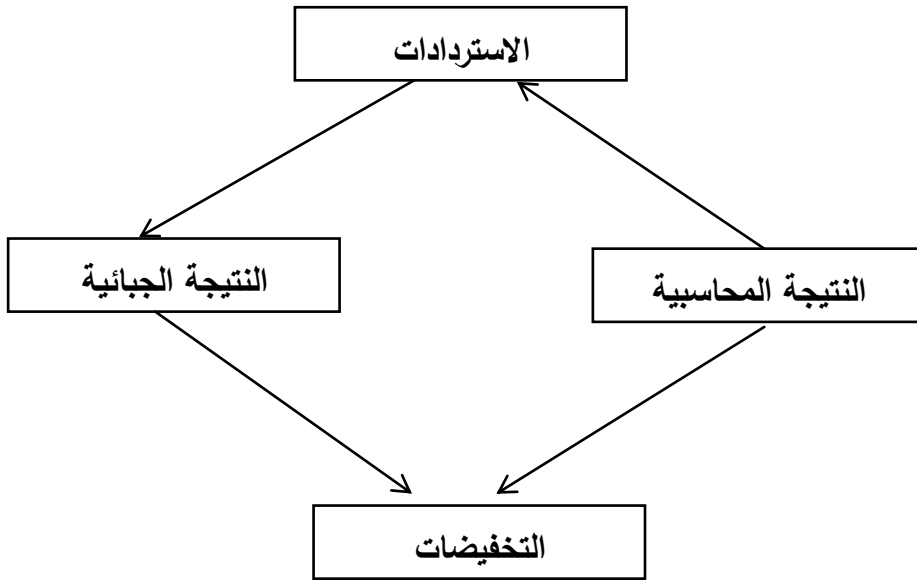 الاستردادات
النتيجة المحاسبية
النتيجة الجبائية
التخفيضات